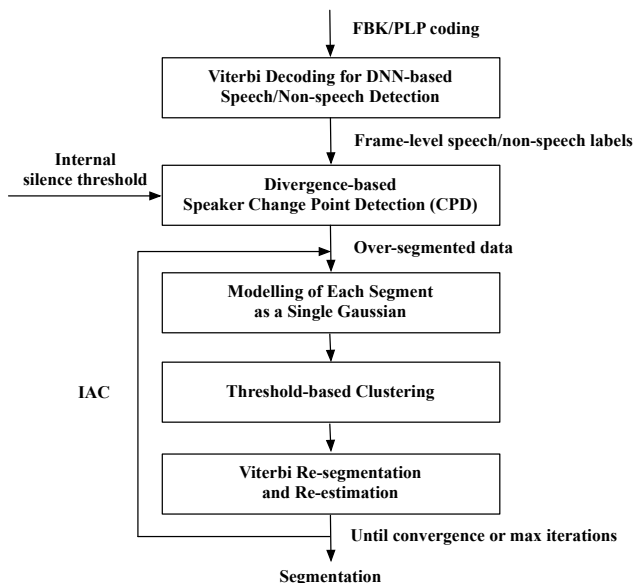 FBK/PLP coding
Viterbi Decoding for DNN-based
Speech/Non-speech Detection
Frame-level speech/non-speech labels
Internal
silence threshold
Divergence-based
Speaker Change Point Detection (CPD)
Over-segmented data
Modelling of Each Segment
as a Single Gaussian
IAC
Threshold-based Clustering
Viterbi Re-segmentation
and Re-estimation
Until convergence or max iterations
Segmentation